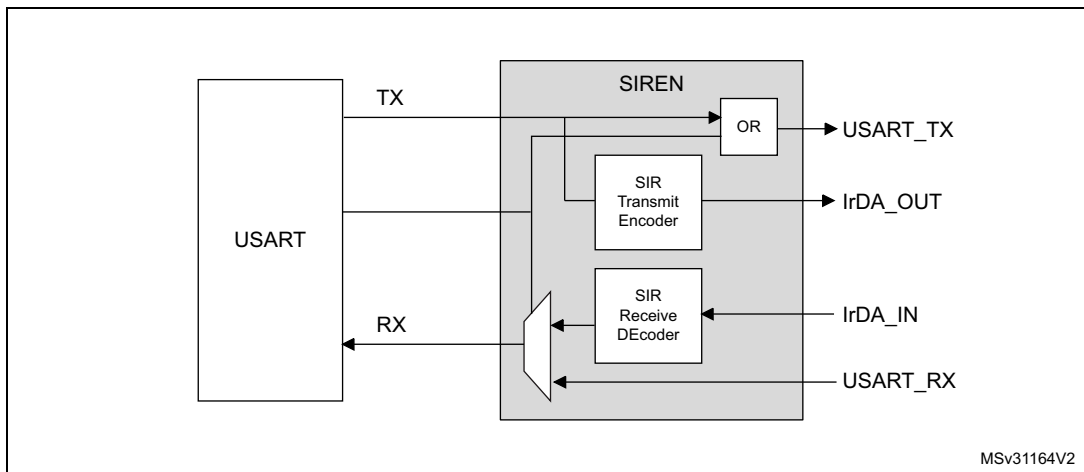 SIREN
TX
OR
USART_TX
SIR
Transmit
Encoder
IrDA_OUT
USART
SIR
Receive
DEcoder
IrDA_IN
RX
USART_RX
MSv31164V2